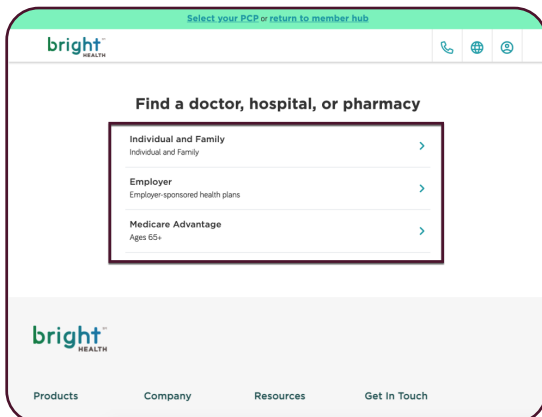 Select your PCP or return to member hub
bright
HEALTH
Find a doctor, hospital, or pharmacy
Individual and Family
Individual and Family
Employer
Employer-sponsored health plans
Medicare Advantage
Ages 65+
bright
HEALTH
Products Company Resources Get In Touch